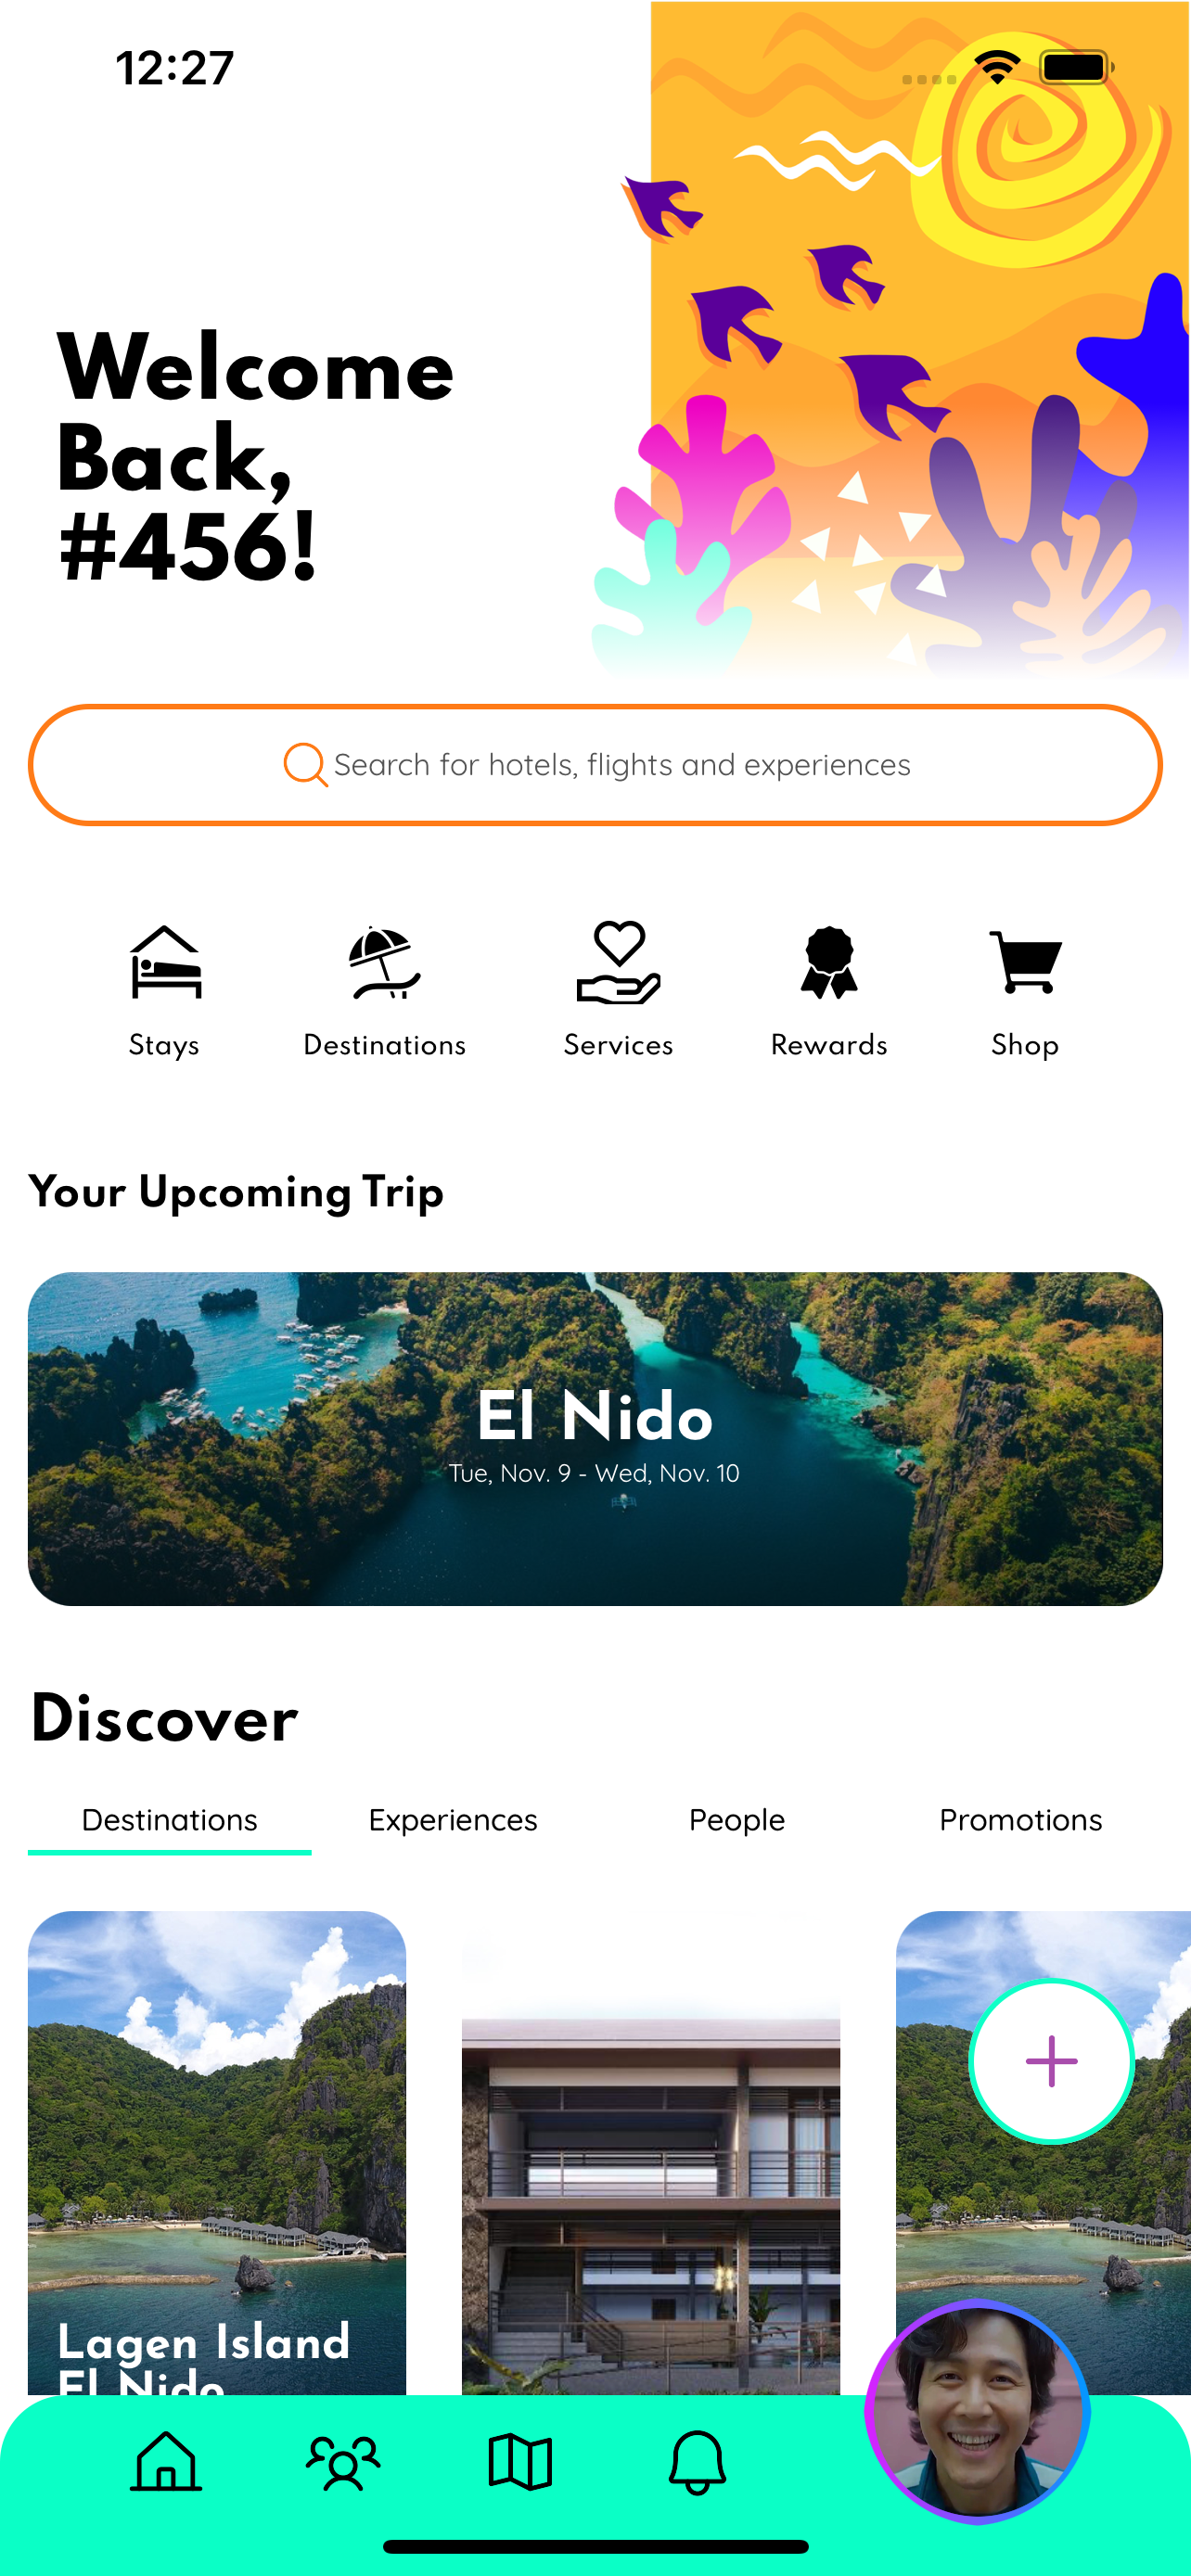 12:27
Welcome
Back,
#456!
Search for hotels, flights and experiences
Stays
Destinations
Services
Rewards
Shop
Your Upcoming Trip
El Nido
Tue, Nov. 9 - Wed, Nov. 10
Discover
Destinations
Experiences
People
Promotions
Lagen Island
El Nido